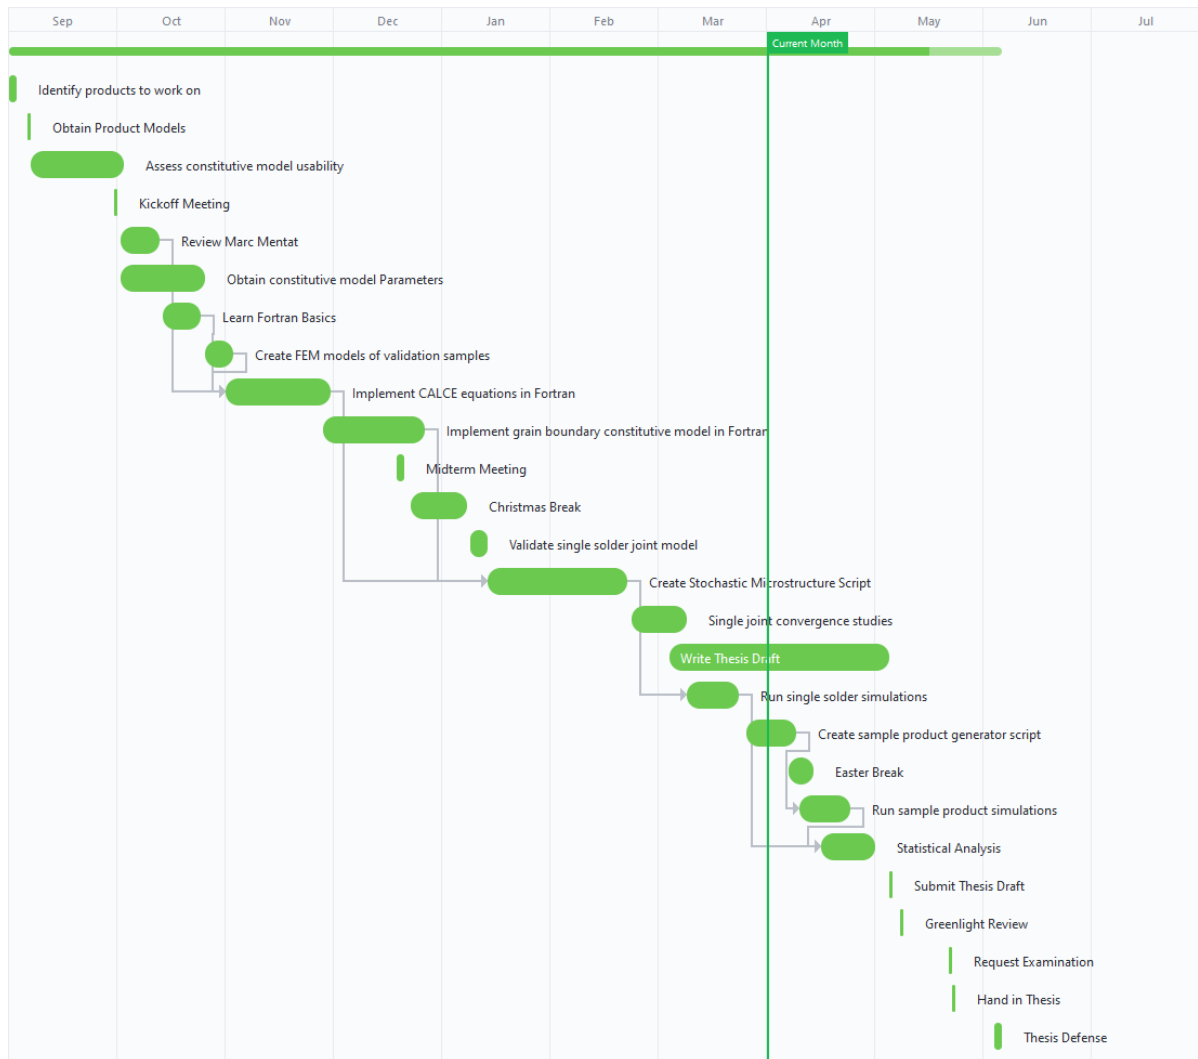 Sep Oct Nov Dec Jan Feb Mar Apr May Jun Jul
Current Month
Identify products to work on
Obtain Product Models
Assess constitutive model usability
Kickoff Meeting
Review Marc Mentat
Obtain constitutive model Parameters
Learn Fortran Basics
Create FEM models of validation samples
Implement CALCE equations in Fortran
Implement grain boundary constitutive model in Fortran
Midterm Meeting
Christmas Break
Validate single solder joint model
Create Stochastic Microstructure Script
Single joint convergence studies
Write Thesis Draft
Run single solder simulations
Create sample product generator script
Easter Break
Run sample product simulations
Statistical Analysis
Submit Thesis Draft
Greenlight Review
Request Examination
Hand in Thesis
Thesis Defense